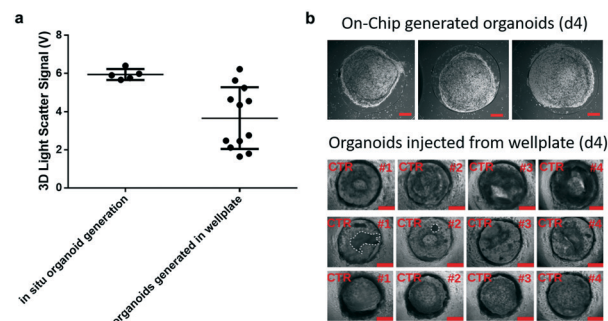 a
3D Light Scatter Signal (V)
8
6
4
2
0
in situ organoid generation
organoids generated in wellplate
b
On-Chip generated organoids (d4)
Organoids injected from wellplate (d4)
CTR #1 CTR #2 CTR #3 CTR #4
CTR #1 CTR #2 CTR #3 CTR #4
CTR #1 CTR #2 CTR #3 CTR #4